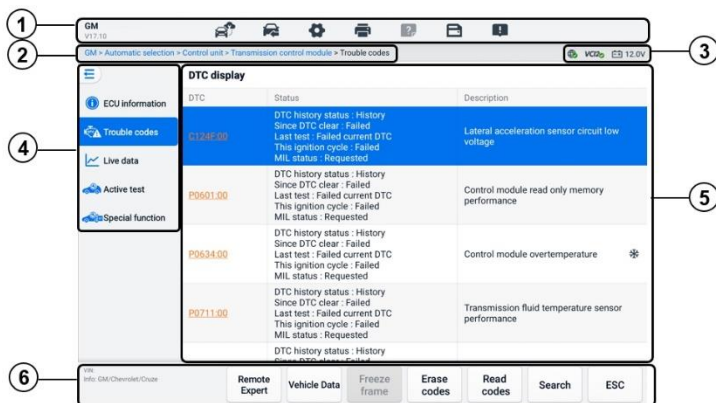 1
GM
V17.10
2
GM > Automatic selection > Control unit > Transmission control module > Trouble codes
VCI
12.0V
3
4
ECU information
Trouble codes
Live data
Active test
Special function
DTC display
DTC
Status
Description
C124F:00
DTC history status : History
Since DTC clear : Failed
Last test : Failed current DTC
This ignition cycle : Failed
MIL status : Requested
Lateral acceleration sensor circuit low
voltage
P0601:00
DTC history status : History
Since DTC clear : Failed
Last test : Failed current DTC
This ignition cycle : Failed
MIL status : Requested
Control module read only memory
performance
5
P0634:00
DTC history status : History
Since DTC clear : Failed
Last test : Failed current DTC
This ignition cycle : Failed
MIL status : Requested
Control module overtemperature
P0711:00
DTC history status : History
Since DTC clear : Failed
Last test : Failed current DTC
This ignition cycle : Failed
MIL status : Requested
Transmission fluid temperature sensor
performance
DTC history status : History
Since DTC clear : Failed
6
VIN
Info: GM/Chevrolet/Cruze
Remote
Expert
Vehicle Data
Freeze
frame
Erase
codes
Read
codes
Search
ESC